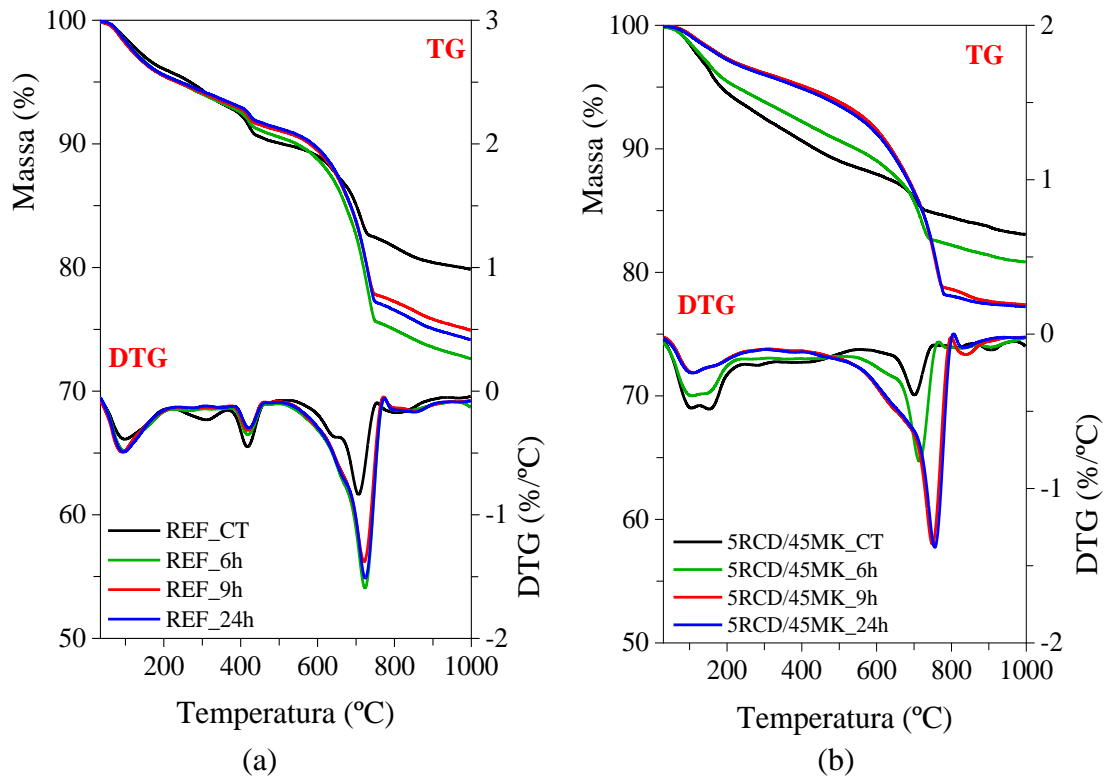 100
90
80
70
60
50
Massa (%)
TG
DTG
3
2
1
0
-1
-2
DTG (%/ºC)
REF_CT
REF_6h
REF_9h
REF_24h
200
400
600
800
1000
Temperatura (ºC)
(a)
100
90
80
70
60
50
Massa (%)
TG
DTG
2
1
0
-1
-2
DTG (%/ºC)
5RCD/45MK_CT
5RCD/45MK_6h
5RCD/45MK_9h
5RCD/45MK_24h
200
400
600
800
1000
Temperatura (ºC)
(b)